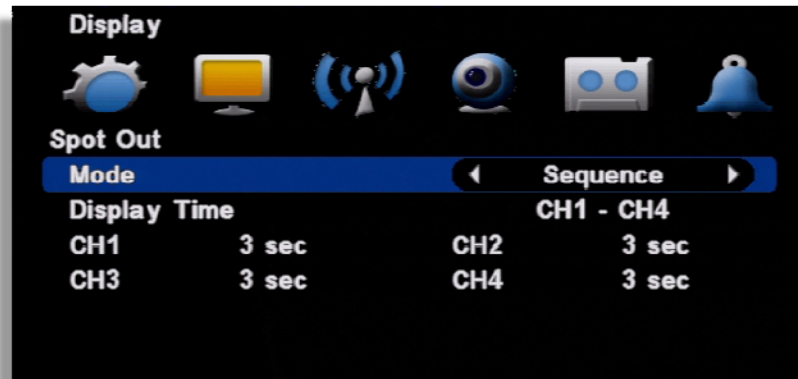 Display
Spot Out
Mode Sequence
Display Time CH1 - CH4
CH1 3 sec CH2 3 sec
CH3 3 sec CH4 3 sec